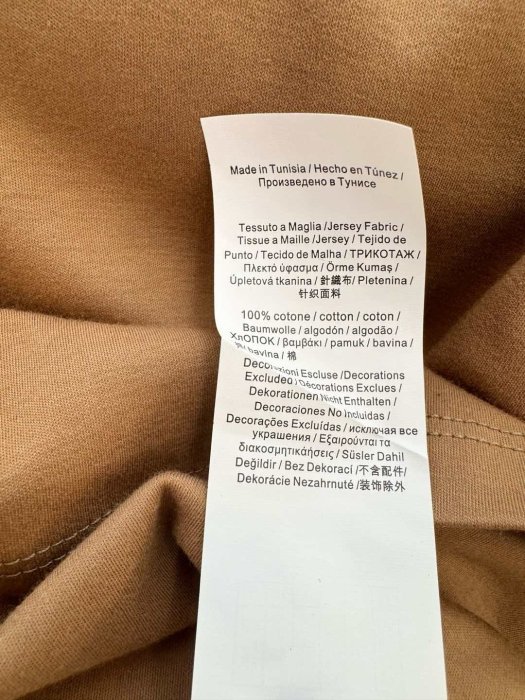 Made in Tunisia / Hecho en Túnez /
Произведено в Тунисе
Tessuto a Maglia /Jersey Fabric /
Tissue a Maille /Jersey / Tejido de
Punto / Tecido de Malha / ТРИКОТАЖ /
Πλεκτό ύφασμα / Örme Kumaş /
Úpletová tkanina / 針織布/ Pletenina /
针织面料
100% cotone / cotton / coton /
Baumwolle / algodón / algodão /
ХлОПОК / βαμβάκι / pamuk / bavina /
bavina / 棉
Decorazioni Escluse /Decorations
Excluded / Décorations Exclues /
Dekorationen Nicht Enthalten /
Decoraciones No Incluidas /
Decorações Excluídas / исключая все
украшения / Εξαιρούνται τα
διακοσμητικάήσεις / Süsler Dahil
Değildir / Bez Dekorací /不含配件/
Dekorácie Nezahrnuté /装饰除外